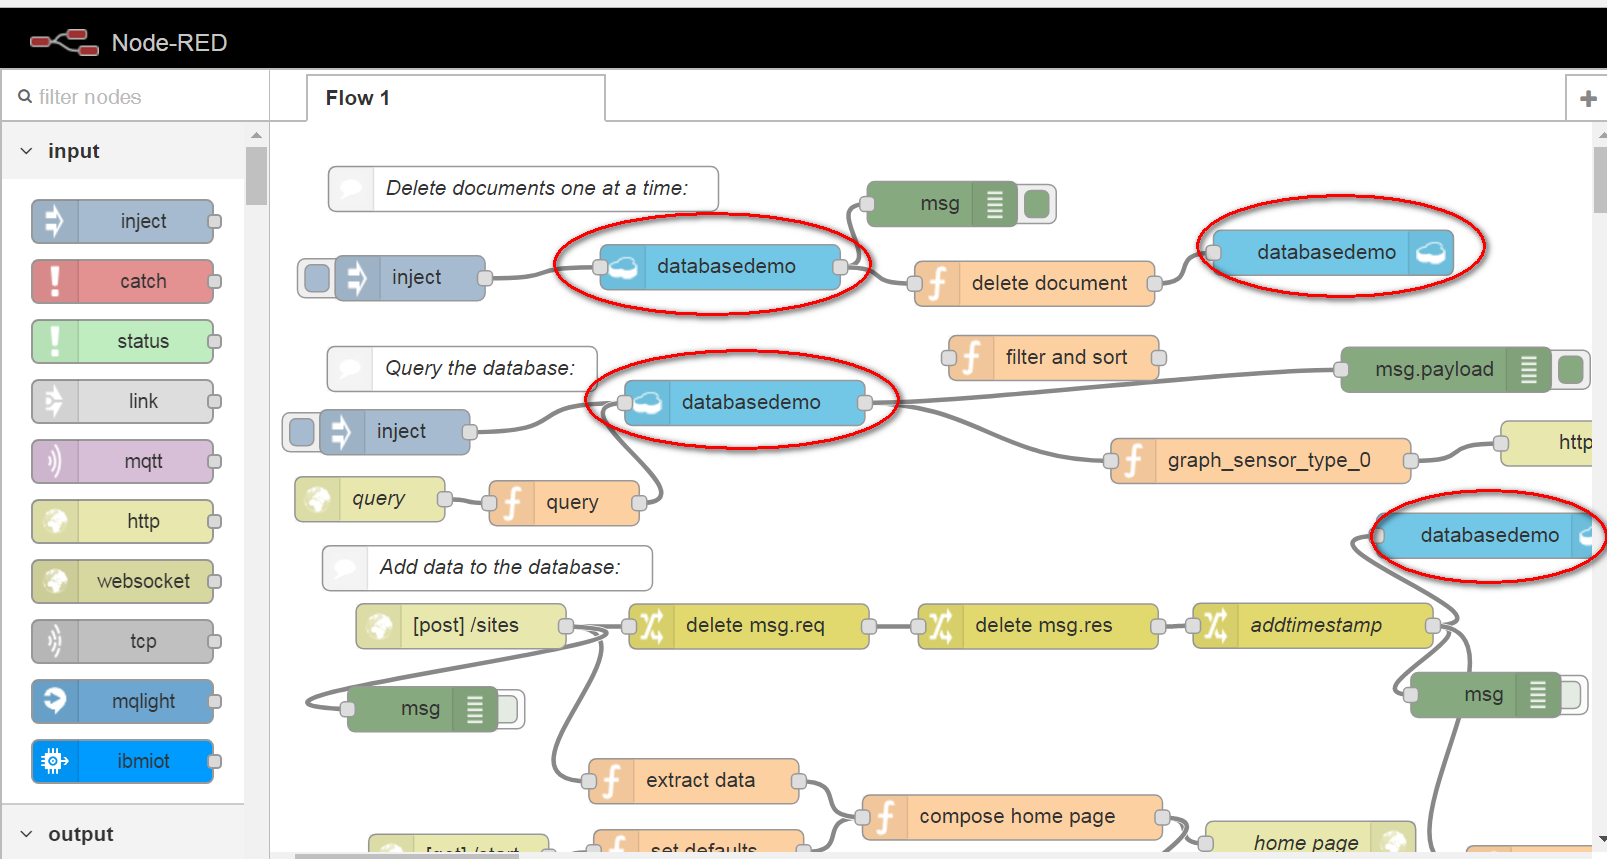 Node-RED
filter nodes
Flow 1
input
inject
catch
status
link
mqtt
http
websocket
tcp
mqlight
ibmiot
output
Delete documents one at a time:
msg
inject
databasedemo
delete document
databasedemo
Query the database:
filter and sort
msg.payload
inject
databasedemo
graph_sensor_type_0
http
query
query
databasedemo
Add data to the database:
[post] /sites
delete msg.req
delete msg.res
addtimestamp
msg
msg
extract data
compose home page
[get] /start
set defaults
home page